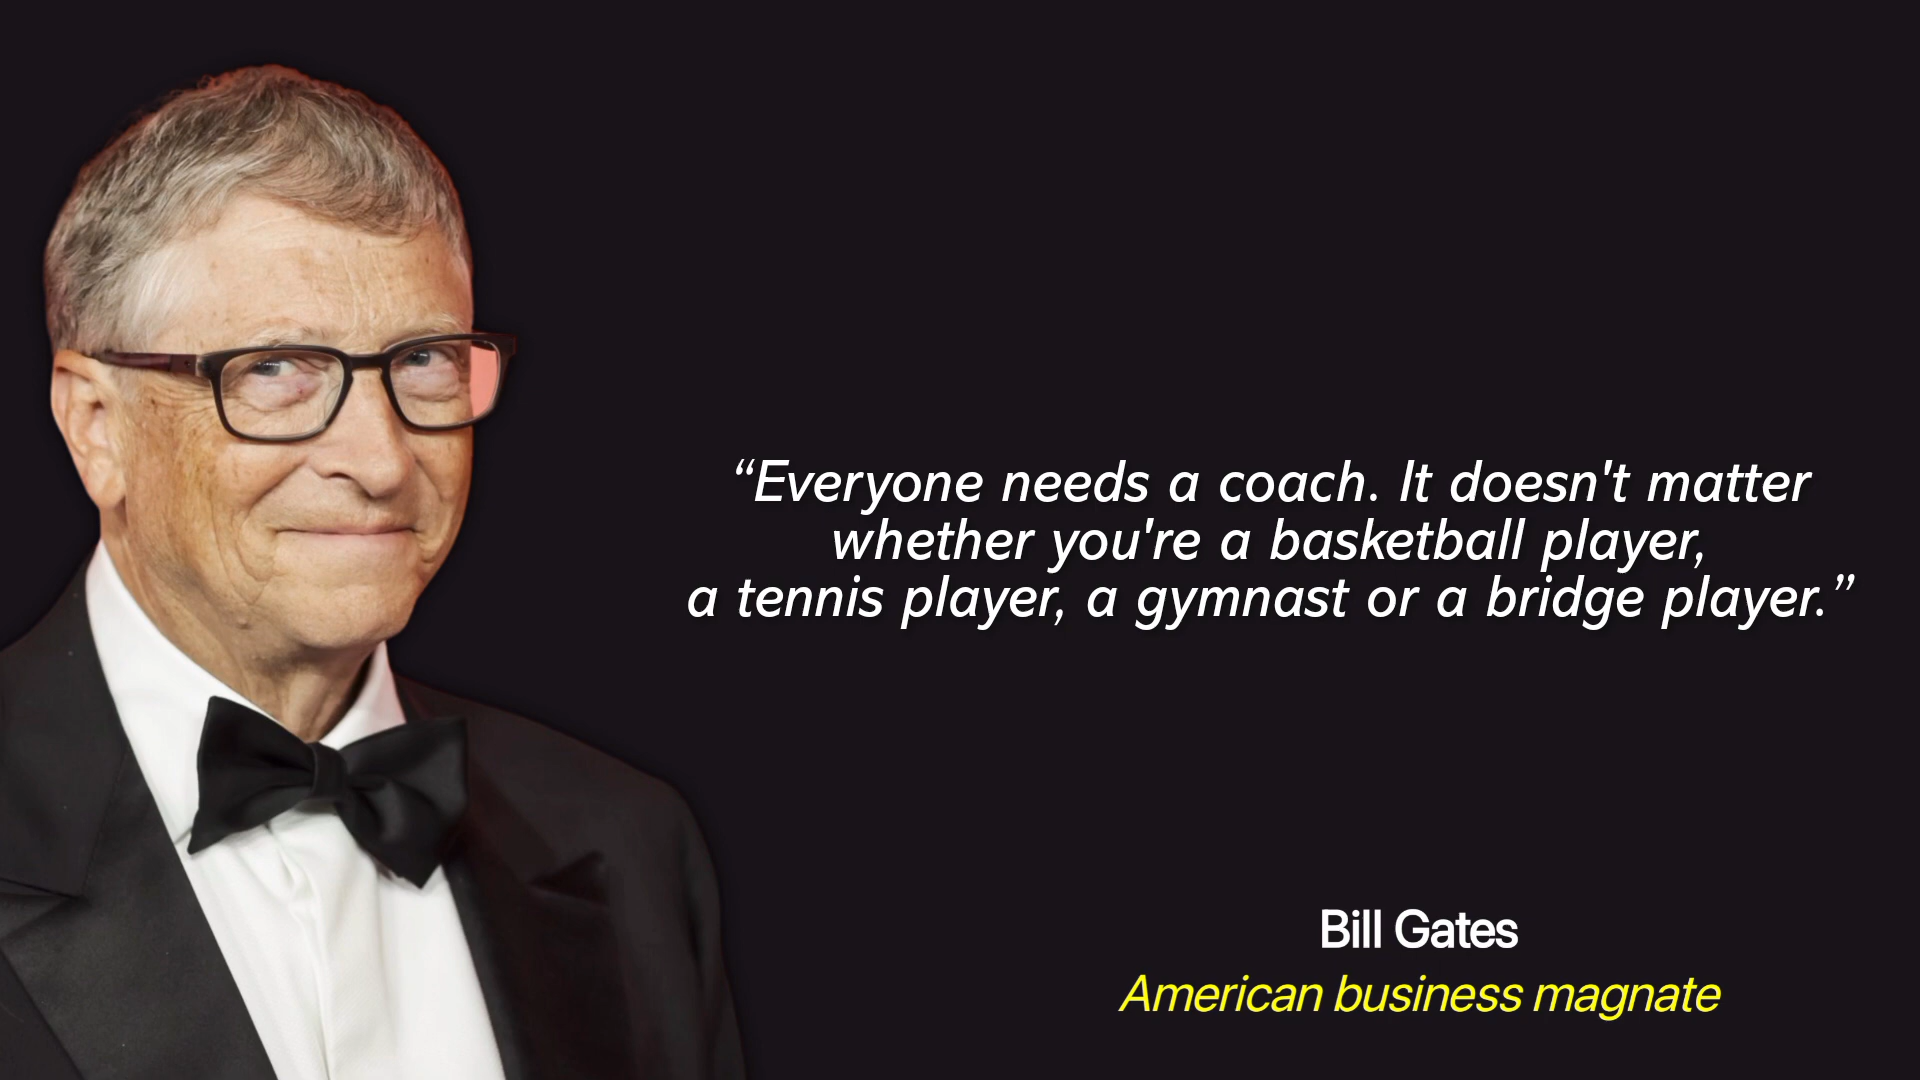 “Everyone needs a coach. It doesn't matter
whether you're a basketball player,
a tennis player, a gymnast or a bridge player.”
Bill Gates
American business magnate